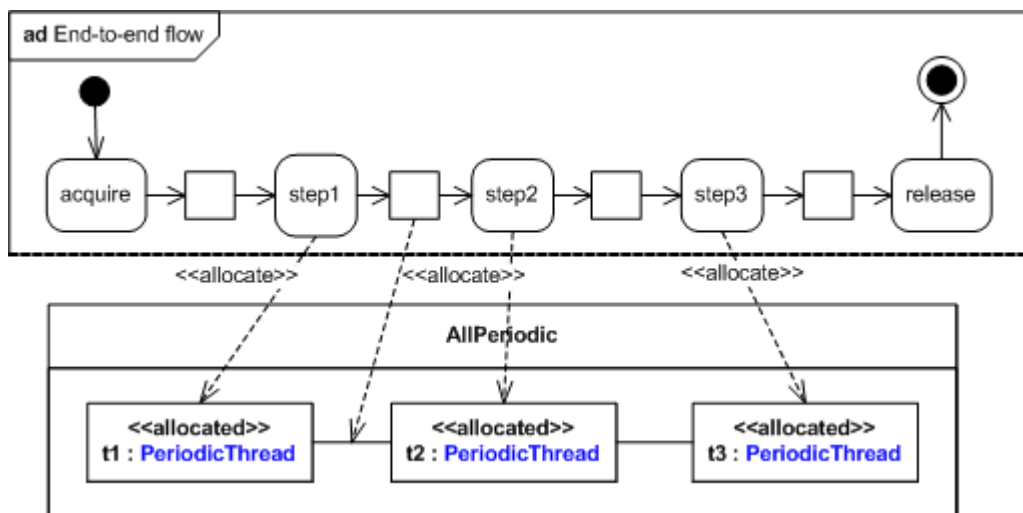 ad End-to-end flow
acquire
step1
step2
step3
release
<<allocate>>
<<allocate>>
<<allocate>>
AllPeriodic
<<allocated>>
t1 : PeriodicThread
<<allocated>>
t2 : PeriodicThread
<<allocated>>
t3 : PeriodicThread